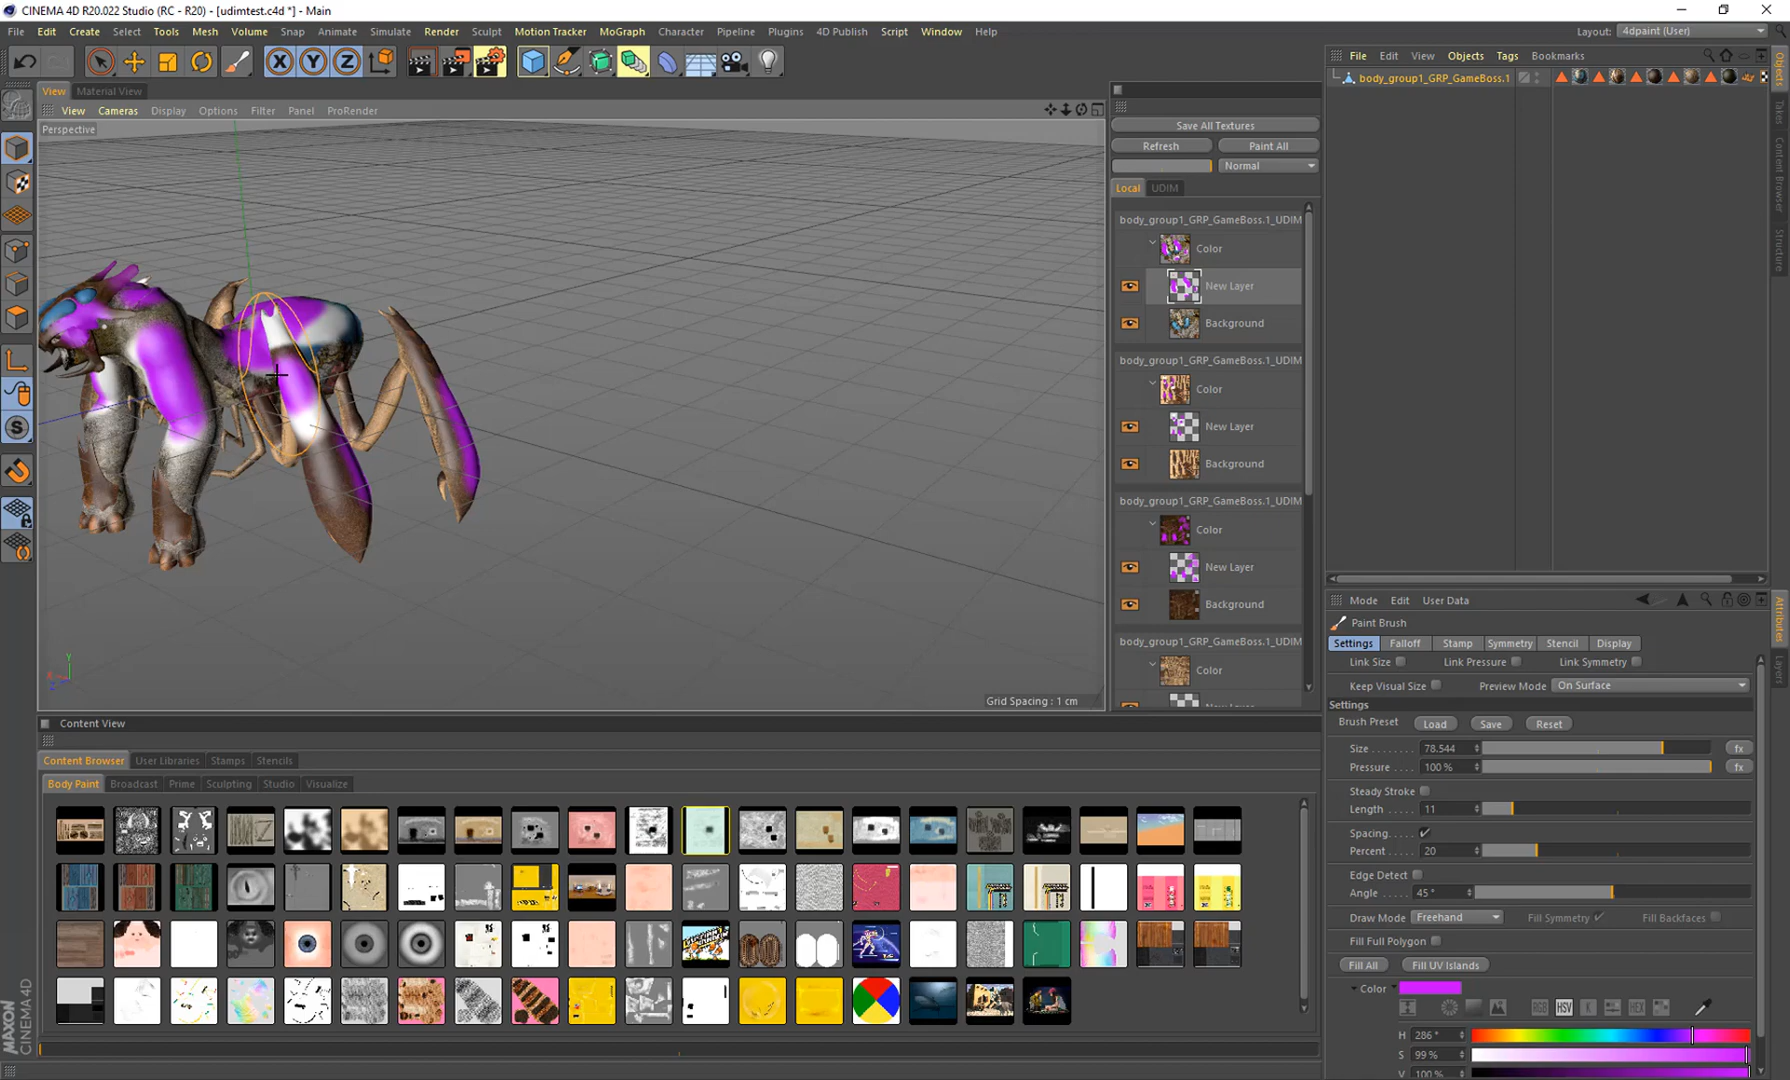 CINEMA 4D R20.022 Studio (RC - R20) - [udimtest.c4d *] - Main
File Edit Create Select Tools Mesh Volume Snap Animate Simulate Render Sculpt Motion Tracker MoGraph Character Pipeline Plugins 4D Publish Script Window Help
Layout: 4dpaint (User)
X Y Z
File Edit View Objects Tags Bookmarks
body_group1_GRP_GameBoss.1
View Material View
View Cameras Display Options Filter Panel ProRender
Perspective
Save All Textures
Refresh Paint All
Normal
Local UDIM
body_group1_GRP_GameBoss.1_UDIM
Color
New Layer
Background
body_group1_GRP_GameBoss.1_UDIM
Color
New Layer
Background
body_group1_GRP_GameBoss.1_UDIM
Color
New Layer
Background
body_group1_GRP_GameBoss.1_UDIM
Color
Y
Grid Spacing : 1 cm
Objects
Takes
Content Browser
Structure
Mode Edit User Data
Paint Brush
Settings Falloff Stamp Symmetry Stencil Display
Link Size Link Pressure Link Symmetry
Keep Visual Size Preview Mode On Surface
Settings
Brush Preset Load Save Reset
Size 78.544 fx
Pressure 100 % fx
Steady Stroke
Length 11
Spacing
Percent 20
Edge Detect
Angle 45 °
Draw Mode Freehand Fill Symmetry Fill Backfaces
Fill Full Polygon
Fill All Fill UV Islands
Color
RGB HSV K HEX
H 286 °
S 99 %
V 100 %
Attributes
Layers
Content View
Content Browser User Libraries Stamps Stencils
Body Paint Broadcast Prime Sculpting Studio Visualize
MAXON
CINEMA 4D